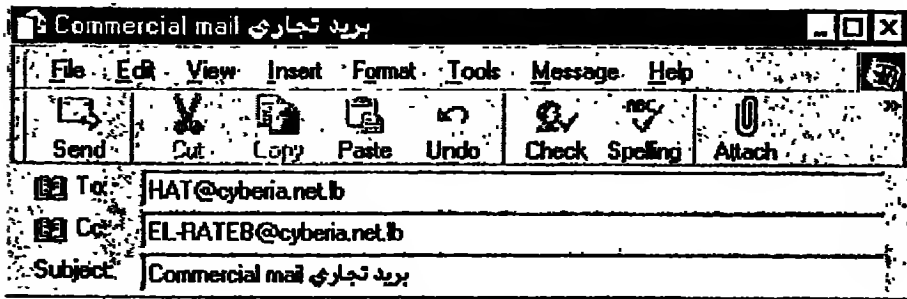 Commercial mail بريد تجاري
File Edit View Insert Format Tools Message Help
Send Cut Copy Paste Undo Check Spelling Attach
To: HAT@cyberia.net.lb
Cc: EL-RATEB@cyberia.net.lb
Subject: Commercial mail بريد تجاري